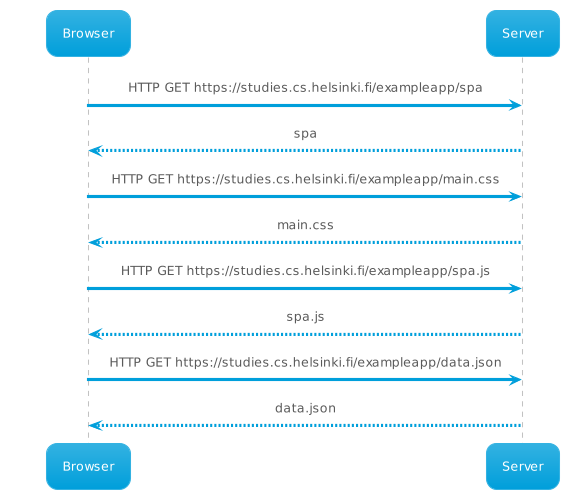 Browser
Server
HTTP GET https://studies.cs.helsinki.fi/exampleapp/spa
spa
HTTP GET https://studies.cs.helsinki.fi/exampleapp/main.css
main.css
HTTP GET https://studies.cs.helsinki.fi/exampleapp/spa.js
spa.js
HTTP GET https://studies.cs.helsinki.fi/exampleapp/data.json
data.json
Browser
Server